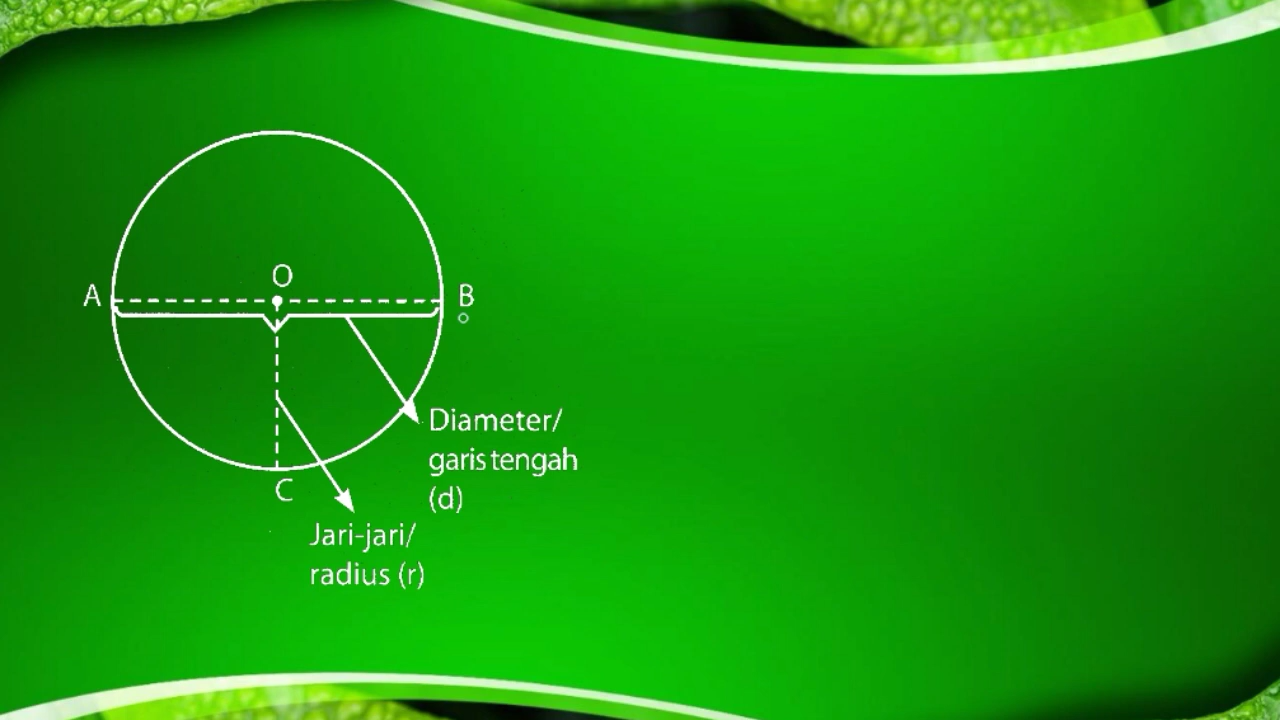 O
A
B
Diameter/
garis tengah
(d)
C
Jari-jari/
radius (r)